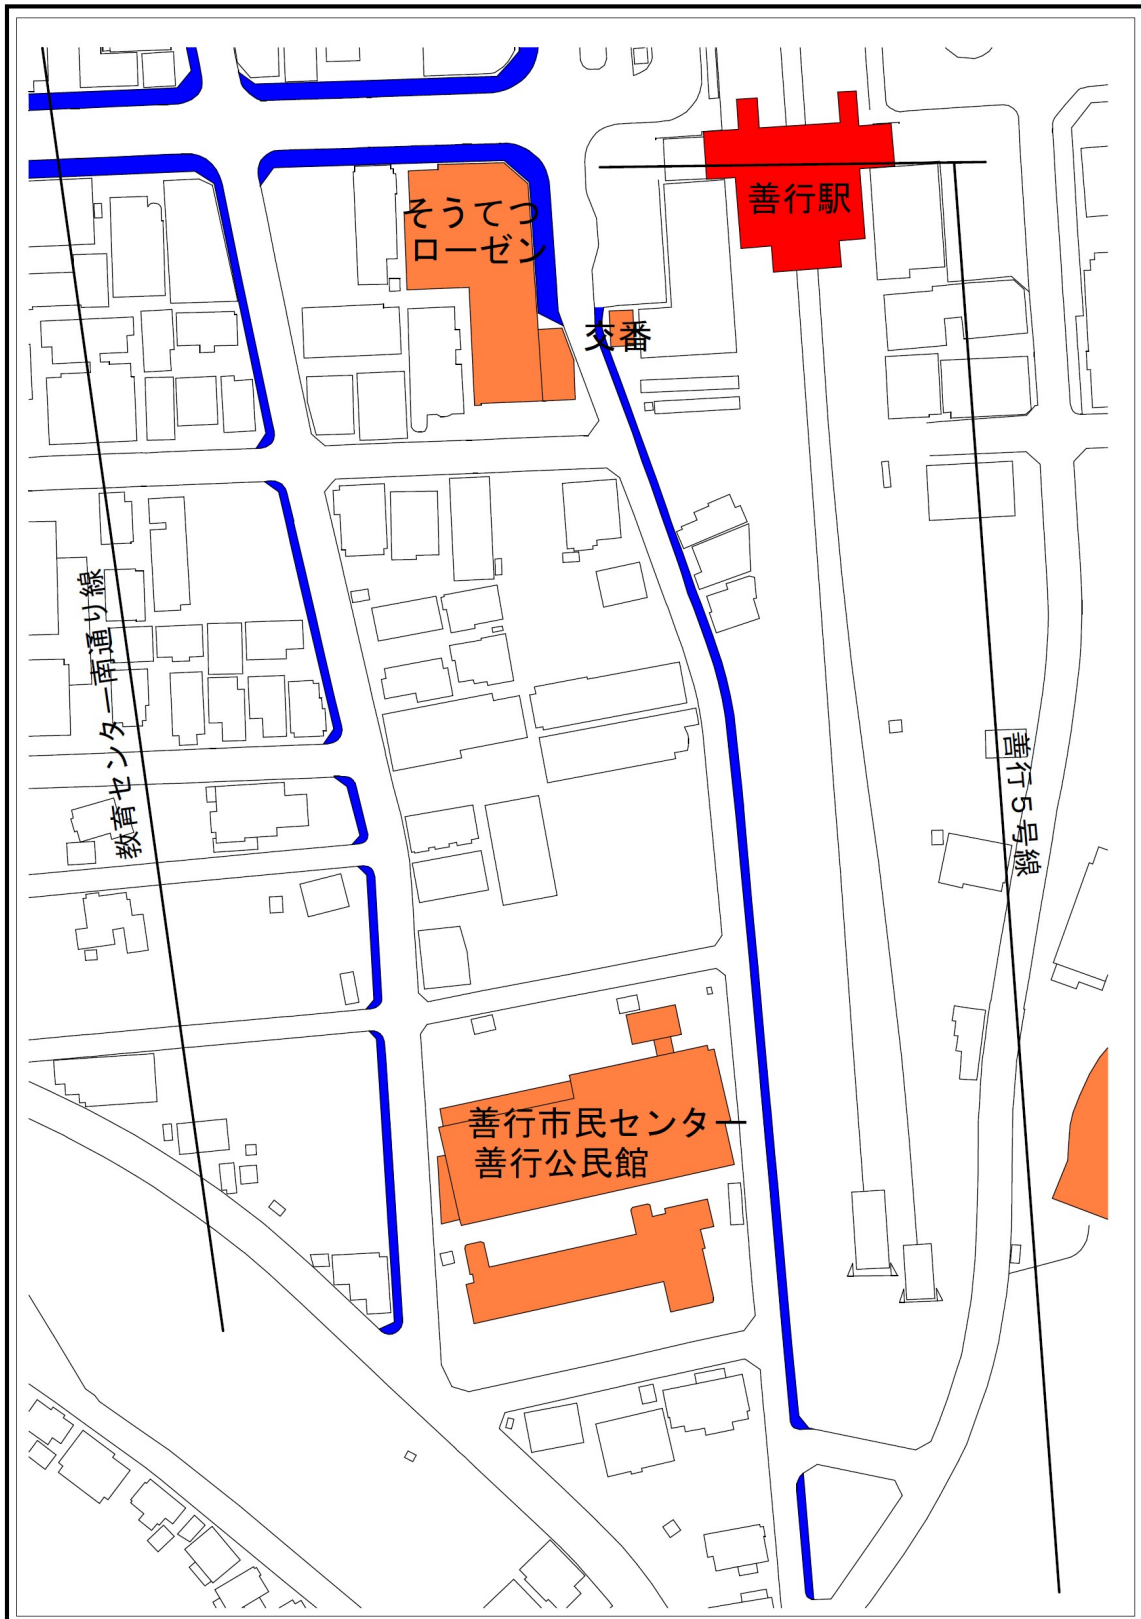 善行駅
そうてつ
ローゼン
交番
教育センター南通り線
善行５号線
善行市民センター
善行公民館